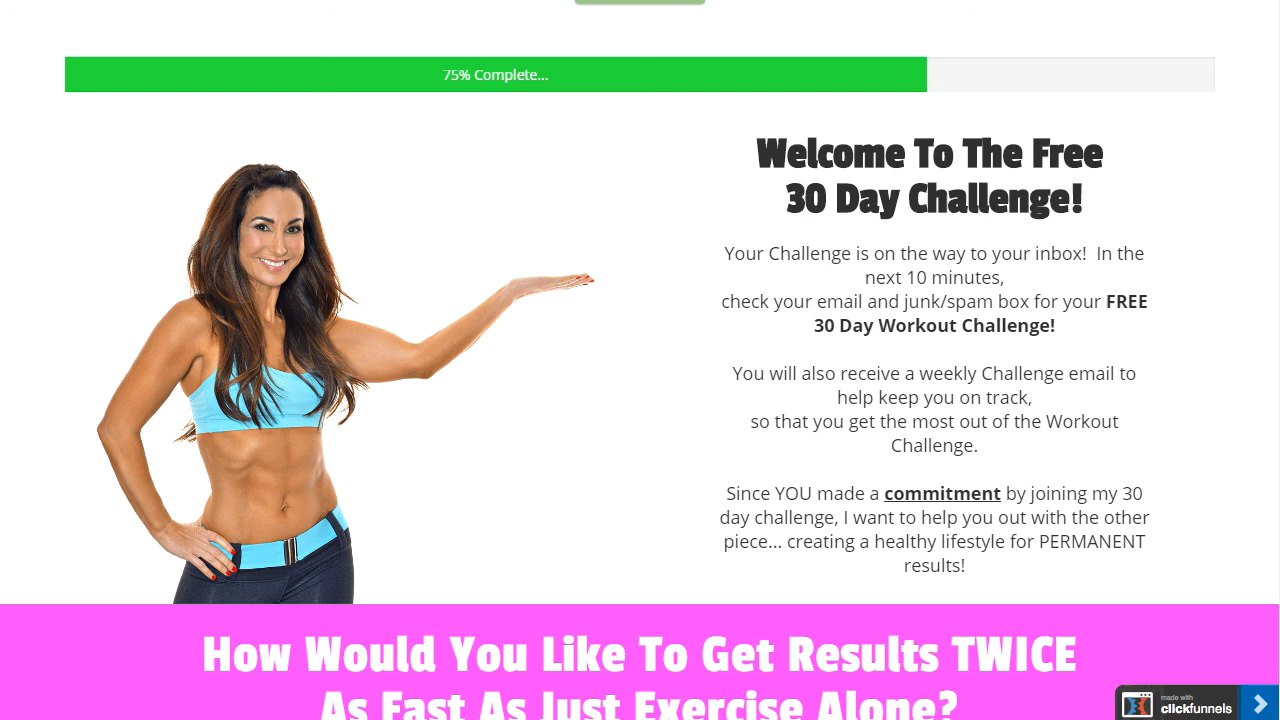 75% Complete...
Welcome To The Free
30 Day Challenge!
Your Challenge is on the way to your inbox!  In the
next 10 minutes,
check your email and junk/spam box for your FREE
30 Day Workout Challenge!
You will also receive a weekly Challenge email to
help keep you on track,
so that you get the most out of the Workout
Challenge.
Since YOU made a commitment by joining my 30
day challenge, I want to help you out with the other
piece... creating a healthy lifestyle for PERMANENT
results!
How Would You Like To Get Results TWICE
As Fast As Just Exercise Alone?
made with
clickfunnels